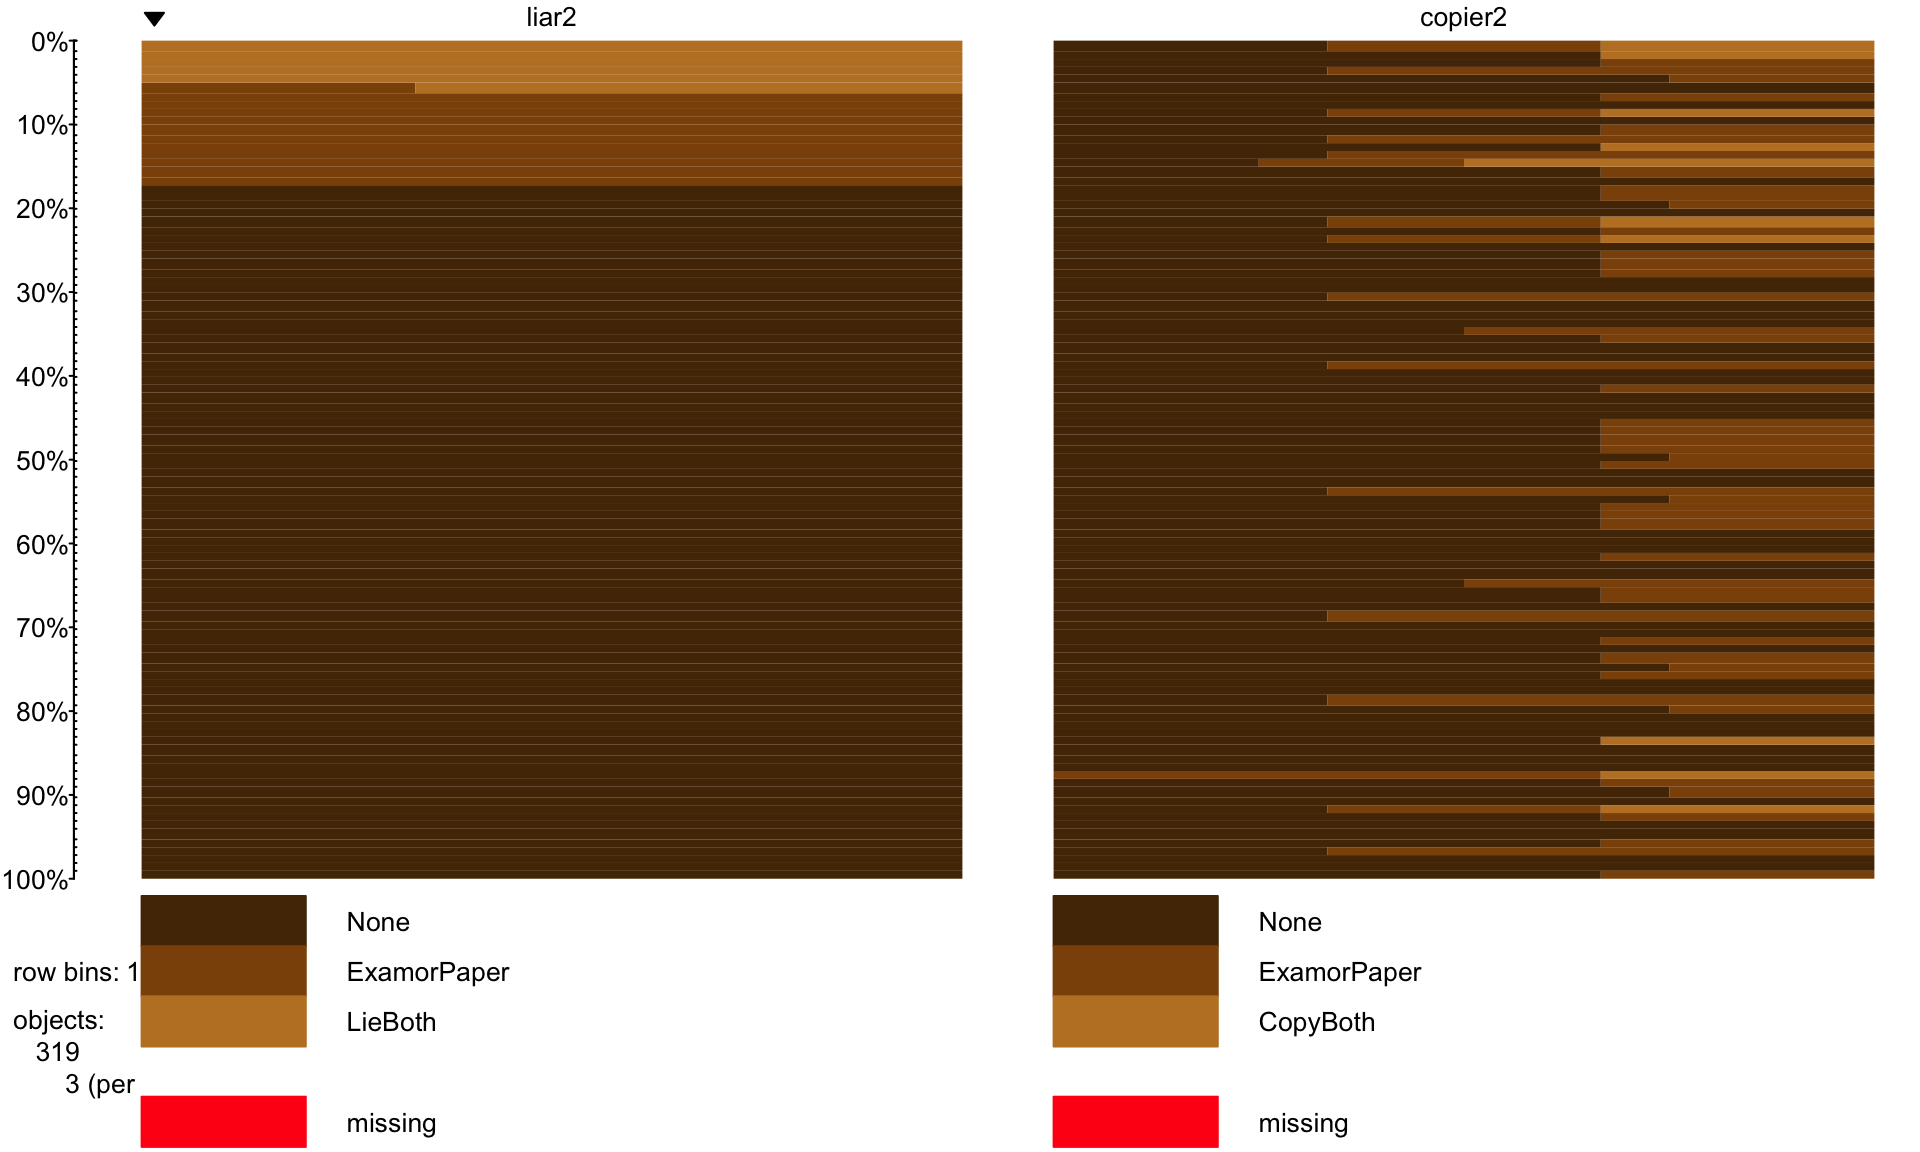 liar2
copier2
0%
10%
20%
30%
40%
50%
60%
70%
80%
90%
100%
None
None
row bins: 1
ExamorPaper
ExamorPaper
objects:
LieBoth
CopyBoth
319
3 (per
missing
missing